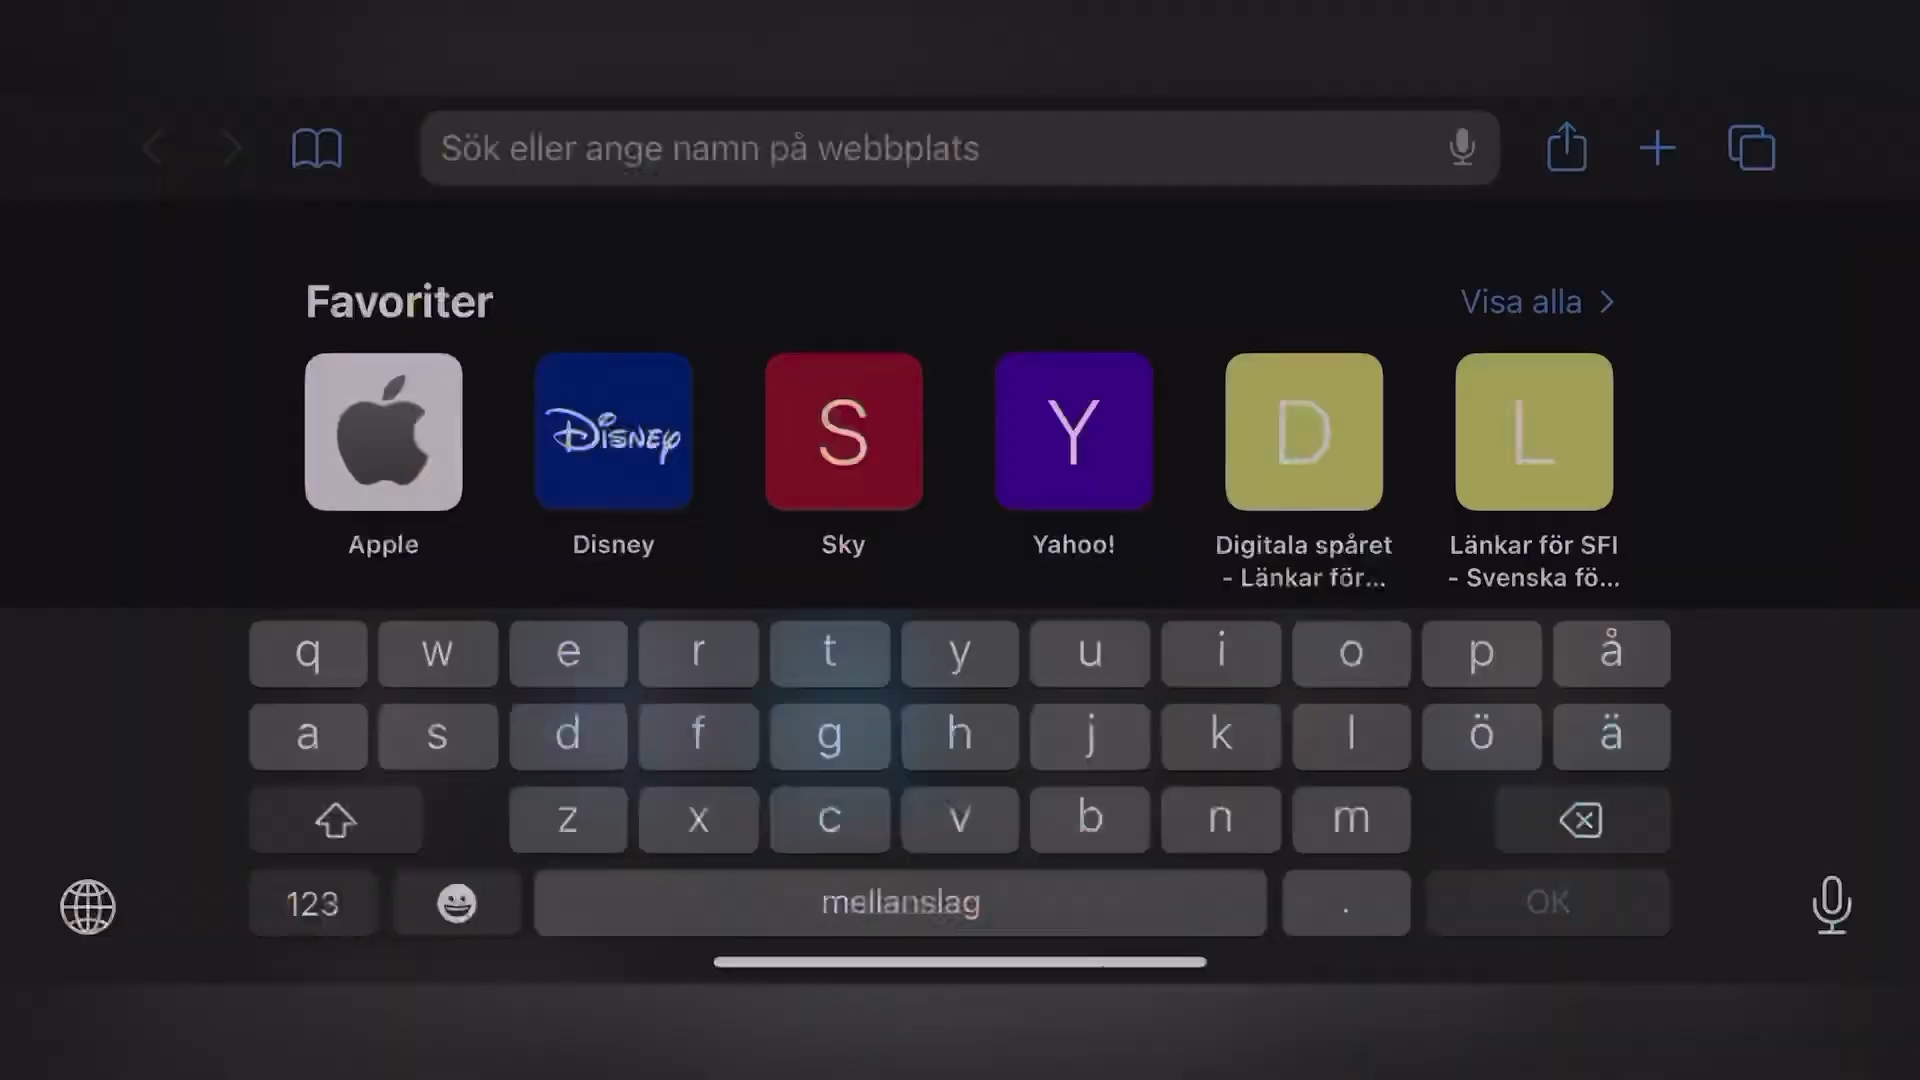 Sök eller ange namn på webbplats
Favoriter
Visa alla
Disney
S
Y
D
L
Apple
Disney
Sky
Yahoo!
Digitala spåret
- Länkar för...
Länkar för SFI
- Svenska fö...
q w e r t y u i o p å
a s d f g h j k l ö ä
z x c v b n m
123
mellanslag
.
OK